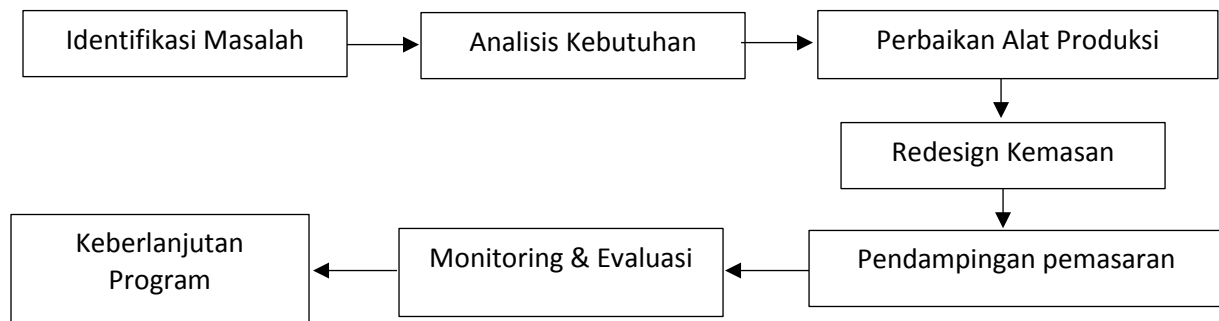 Identifikasi Masalah
Analisis Kebutuhan
Perbaikan Alat Produksi
Redesign Kemasan
Pendampingan pemasaran
Monitoring & Evaluasi
Keberlanjutan
Program